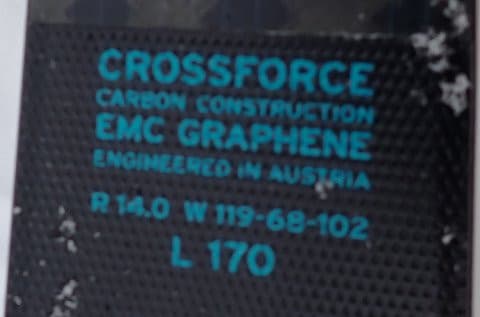 CROSSFORCE
CARBON CONSTRUCTION
EMC GRAPHENE
ENGINEERED IN AUSTRIA
R 14.0 W 119-68-102
L 170